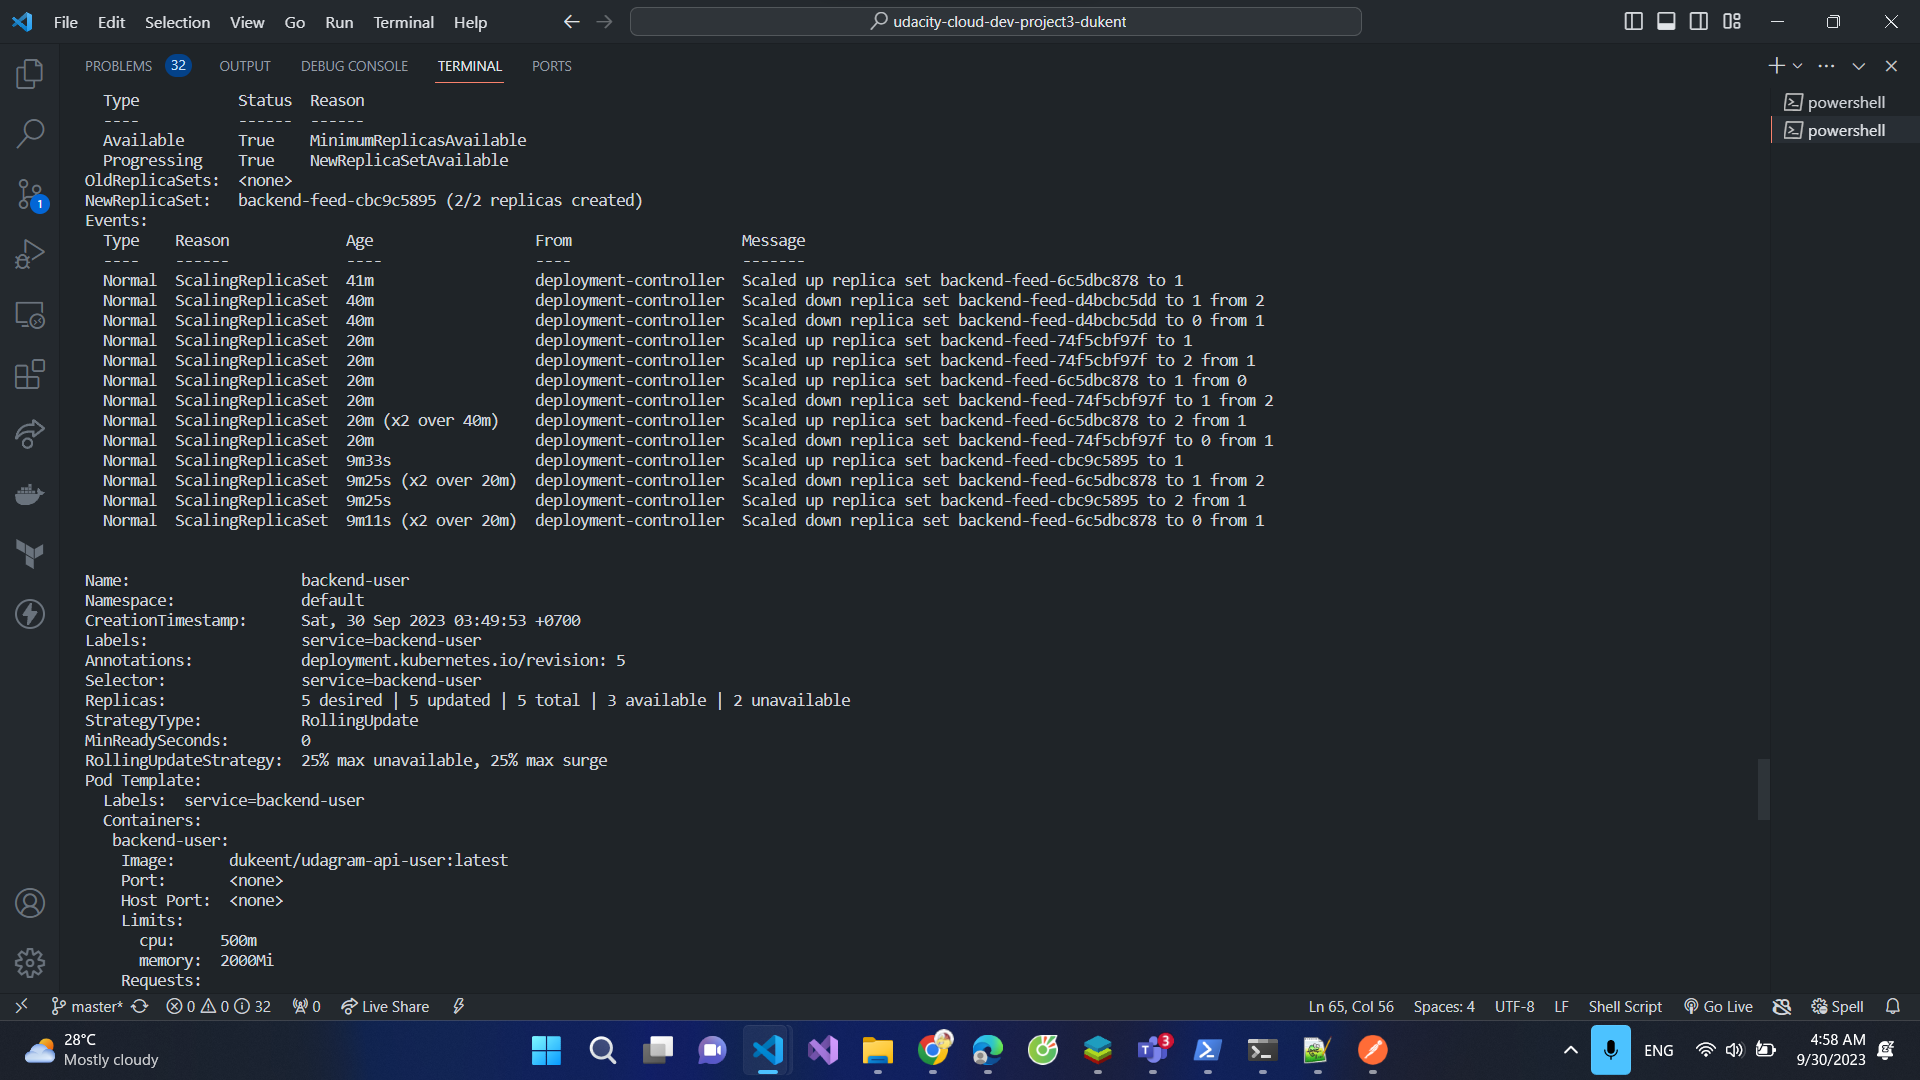 File Edit Selection View Go Run Terminal Help udacity-cloud-dev-project3-dukent
PROBLEMS 32 OUTPUT DEBUG CONSOLE TERMINAL PORTS
powershell
powershell
1
Type Status Reason
---- ------ ------
Available True MinimumReplicasAvailable
Progressing True NewReplicaSetAvailable
OldReplicaSets: <none>
NewReplicaSet: backend-feed-cbc9c5895 (2/2 replicas created)
Events:
Type Reason Age From Message
---- ------ ---- ---- -------
Normal ScalingReplicaSet 41m deployment-controller Scaled up replica set backend-feed-6c5dbc878 to 1
Normal ScalingReplicaSet 40m deployment-controller Scaled down replica set backend-feed-d4bcbc5dd to 1 from 2
Normal ScalingReplicaSet 40m deployment-controller Scaled down replica set backend-feed-d4bcbc5dd to 0 from 1
Normal ScalingReplicaSet 20m deployment-controller Scaled up replica set backend-feed-74f5cbf97f to 1
Normal ScalingReplicaSet 20m deployment-controller Scaled up replica set backend-feed-74f5cbf97f to 2 from 1
Normal ScalingReplicaSet 20m deployment-controller Scaled up replica set backend-feed-6c5dbc878 to 1 from 0
Normal ScalingReplicaSet 20m deployment-controller Scaled down replica set backend-feed-74f5cbf97f to 1 from 2
Normal ScalingReplicaSet 20m (x2 over 40m) deployment-controller Scaled up replica set backend-feed-6c5dbc878 to 2 from 1
Normal ScalingReplicaSet 20m deployment-controller Scaled down replica set backend-feed-74f5cbf97f to 0 from 1
Normal ScalingReplicaSet 9m33s deployment-controller Scaled up replica set backend-feed-cbc9c5895 to 1
Normal ScalingReplicaSet 9m25s (x2 over 20m) deployment-controller Scaled down replica set backend-feed-6c5dbc878 to 1 from 2
Normal ScalingReplicaSet 9m25s deployment-controller Scaled up replica set backend-feed-cbc9c5895 to 2 from 1
Normal ScalingReplicaSet 9m11s (x2 over 20m) deployment-controller Scaled down replica set backend-feed-6c5dbc878 to 0 from 1
Name: backend-user
Namespace: default
CreationTimestamp: Sat, 30 Sep 2023 03:49:53 +0700
Labels: service=backend-user
Annotations: deployment.kubernetes.io/revision: 5
Selector: service=backend-user
Replicas: 5 desired | 5 updated | 5 total | 3 available | 2 unavailable
StrategyType: RollingUpdate
MinReadySeconds: 0
RollingUpdateStrategy: 25% max unavailable, 25% max surge
Pod Template:
Labels: service=backend-user
Containers:
backend-user:
Image: dukeent/udagram-api-user:latest
Port: <none>
Host Port: <none>
Limits:
cpu: 500m
memory: 2000Mi
Requests:
master* 0 0 32 0 Live Share Ln 65, Col 56 Spaces: 4 UTF-8 LF Shell Script Go Live Spell
28°C
Mostly cloudy
3
ENG
4:58 AM
9/30/2023